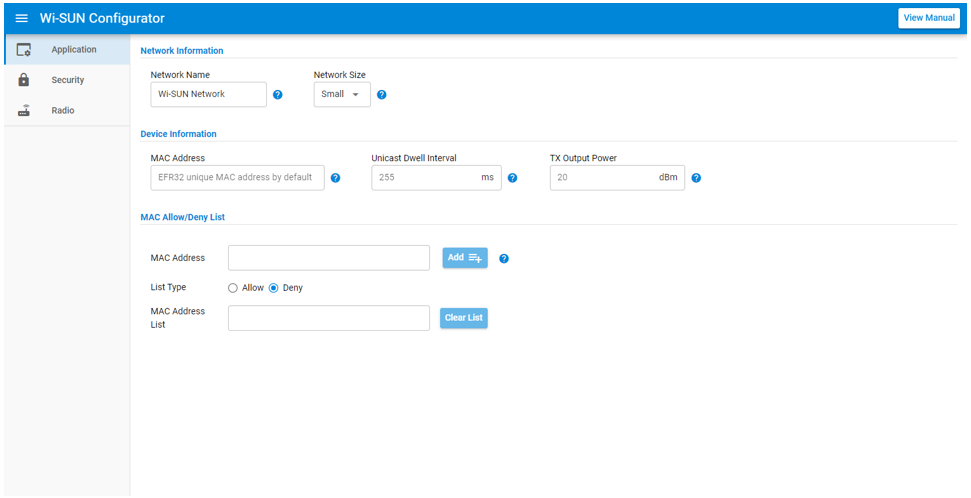 Wi-SUN Configurator
View Manual
Application
Security
Radio
Network Information
Network Name
Network Size
Wi-SUN Network
Small
Device Information
MAC Address
Unicast Dwell Interval
TX Output Power
EFR32 unique MAC address by default
255 ms
20 dBm
MAC Allow/Deny List
MAC Address
Add
List Type
Allow
Deny
MAC Address
List
Clear List